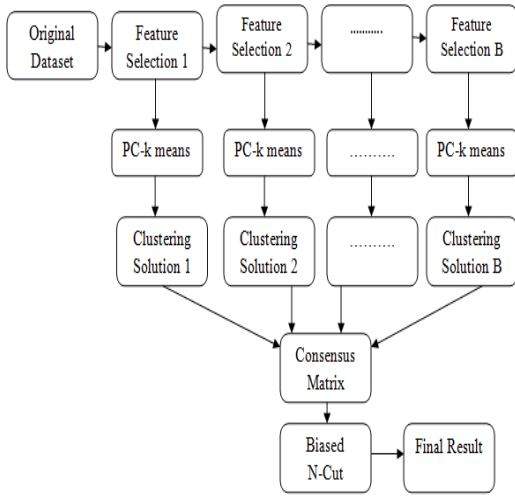 Original
Dataset
Feature
Selection 1
Feature
Selection 2
...........
Feature
Selection B
PC-k means
PC-k means
..........
PC-k means
Clustering
Solution 1
Clustering
Solution 2
..........
Clustering
Solution B
Consensus
Matrix
Biased
N-Cut
Final Result